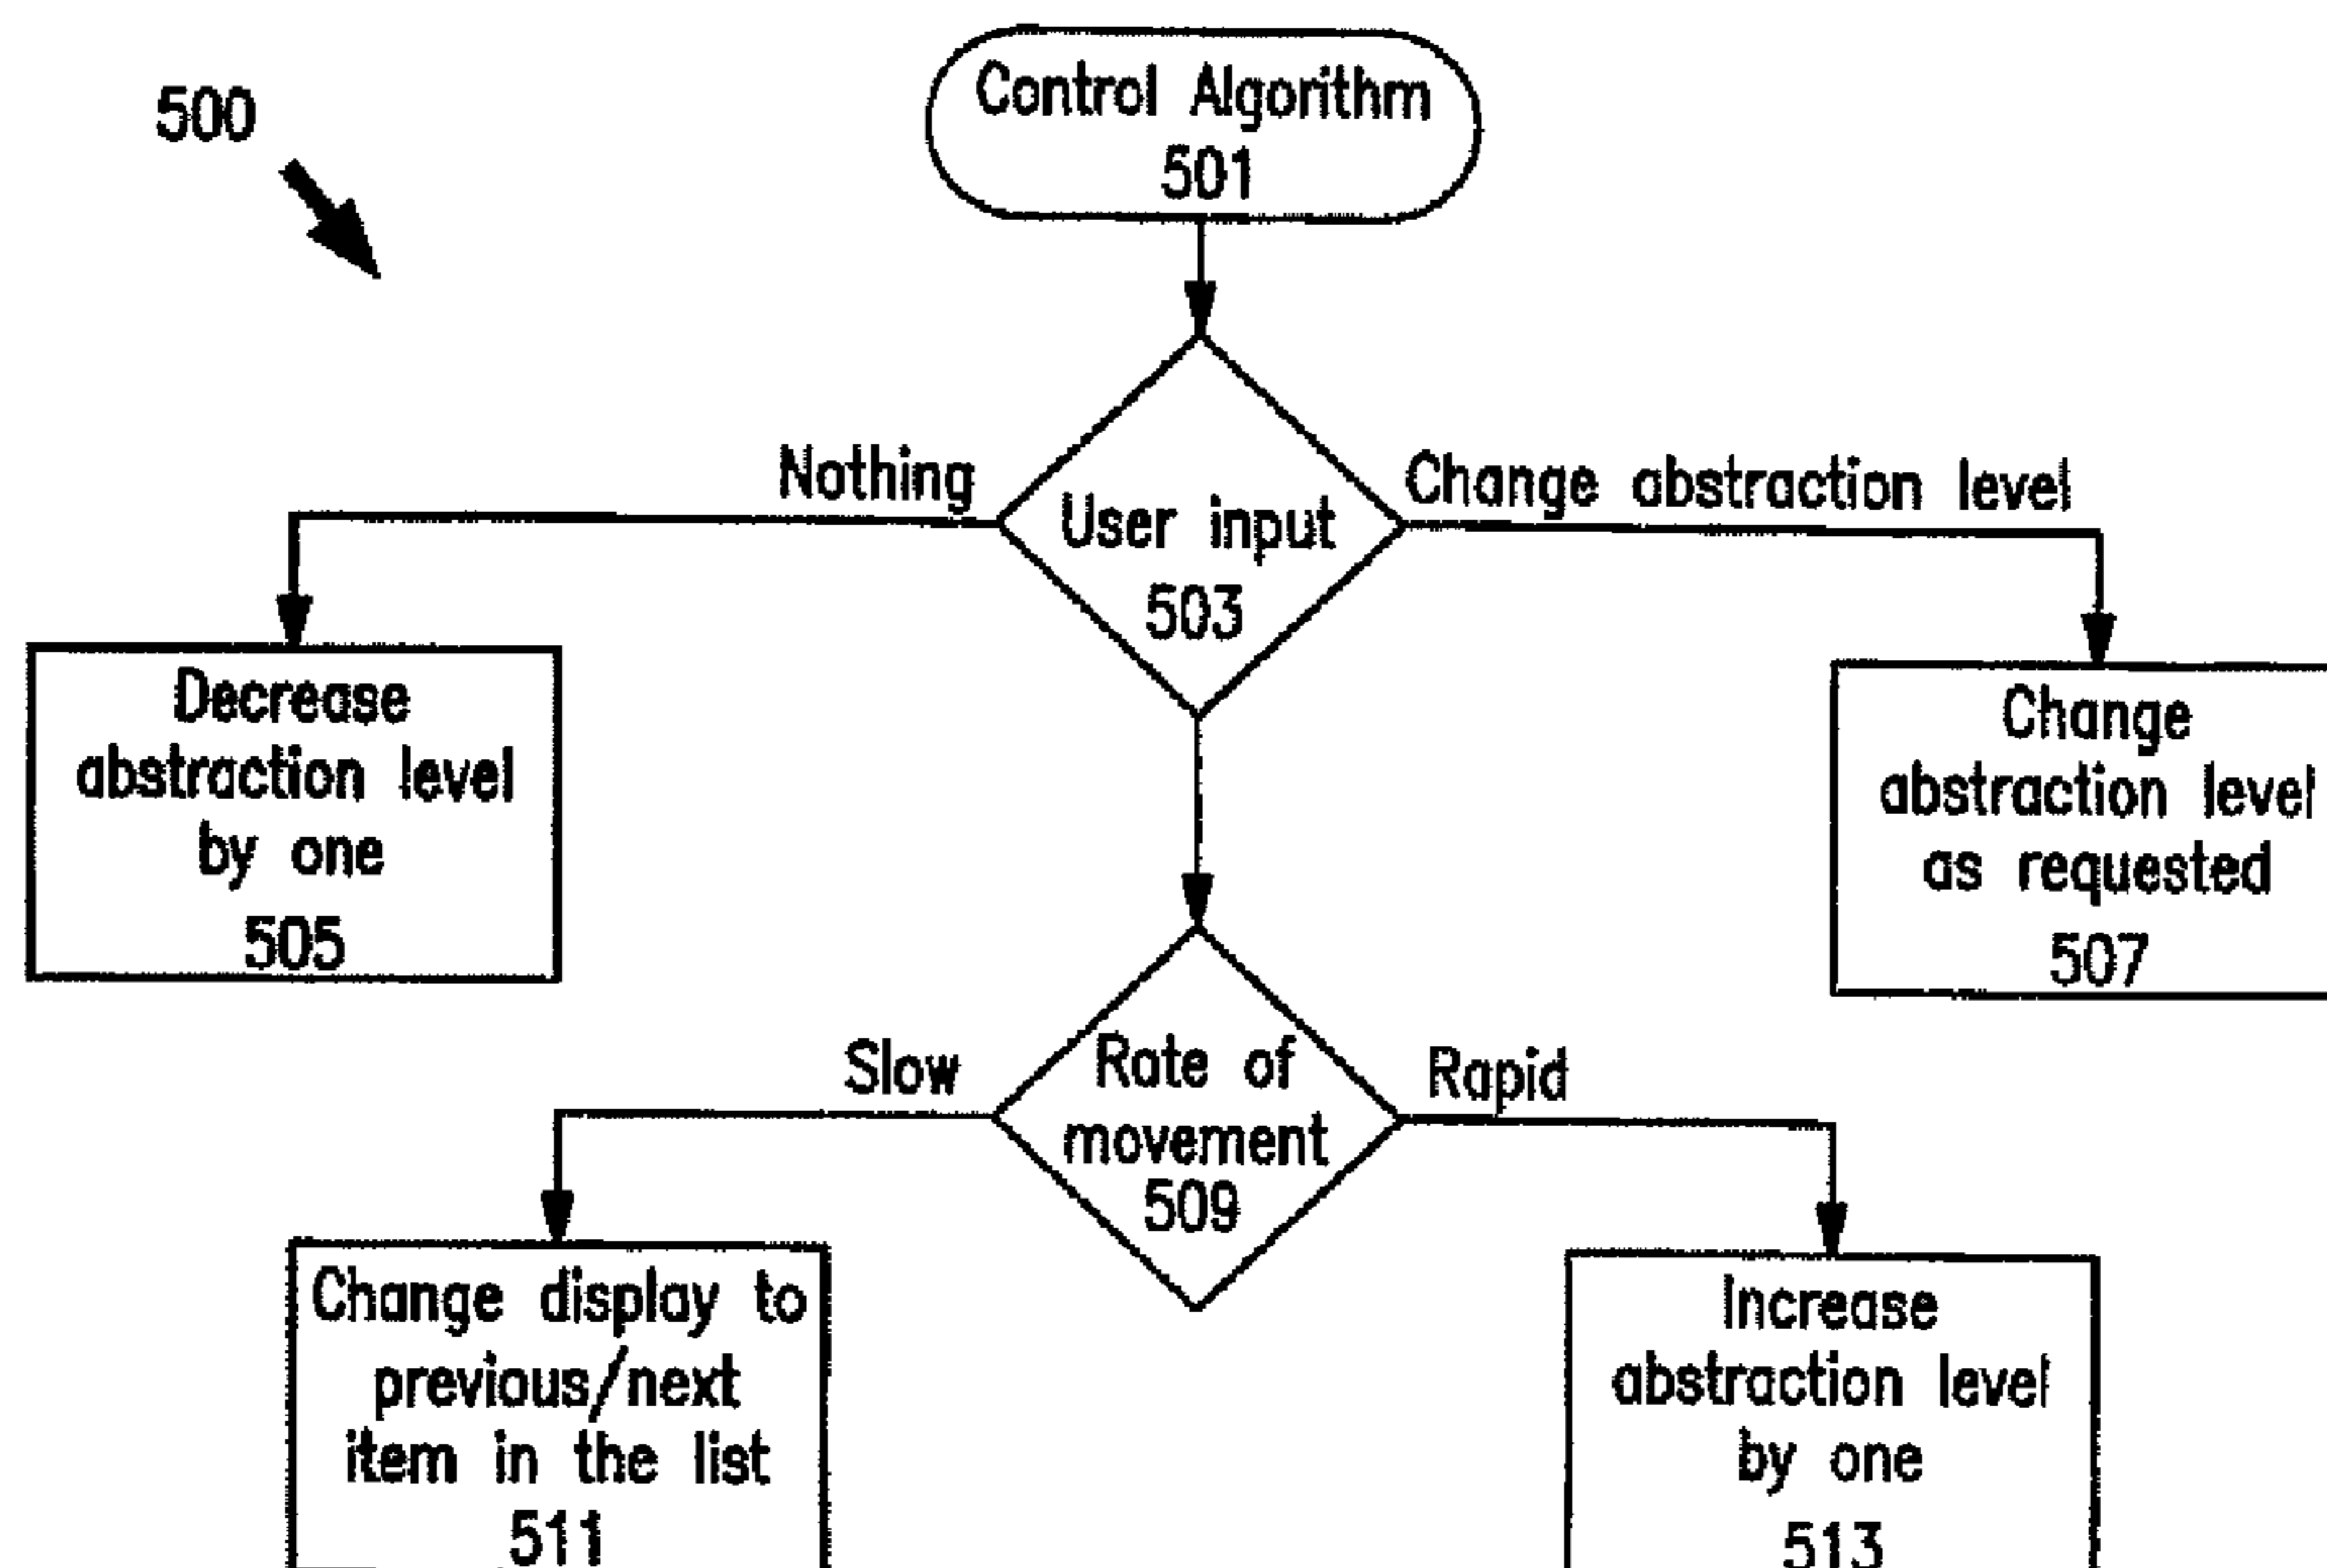 500
Control Algorithm
501
Nothing
Change abstraction level
User input
503
Decrease
abstraction level
by one
505
Change
abstraction level
as requested
507
Slow
Rate of
movement
509
Rapid
Change display to
previous/next
item in the list
511
Increase
abstraction level
by one
513